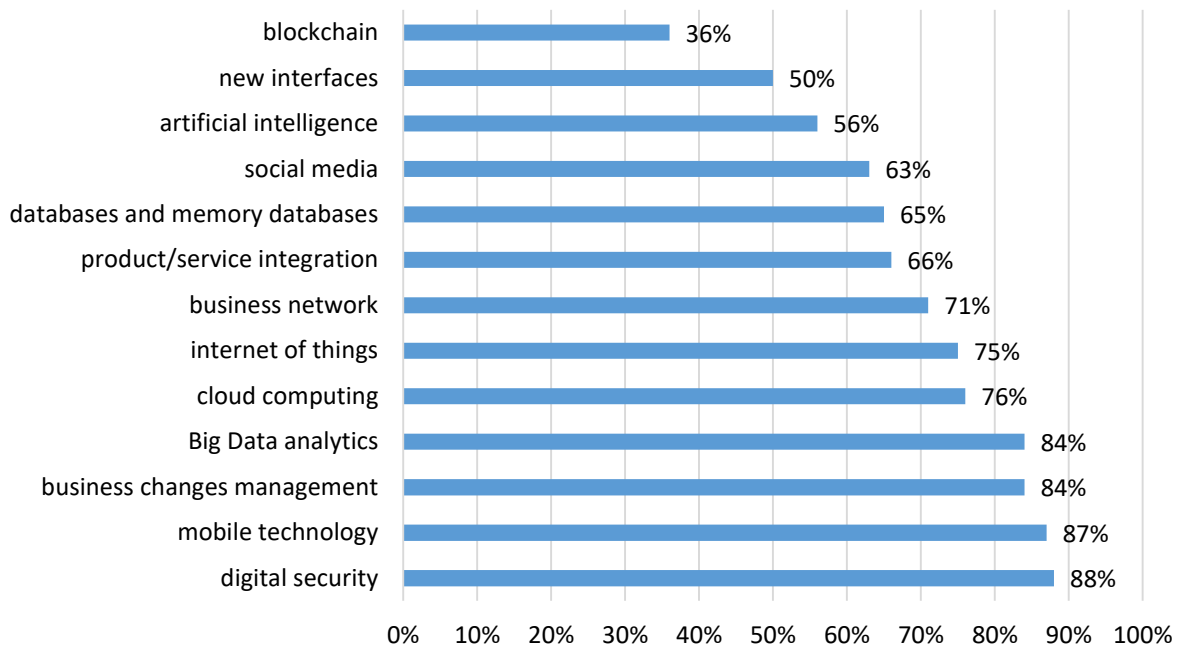 blockchain 36%
new interfaces 50%
artificial intelligence 56%
social media 63%
databases and memory databases 65%
product/service integration 66%
business network 71%
internet of things 75%
cloud computing 76%
Big Data analytics 84%
business changes management 84%
mobile technology 87%
digital security 88%
0% 10% 20% 30% 40% 50% 60% 70% 80% 90% 100%